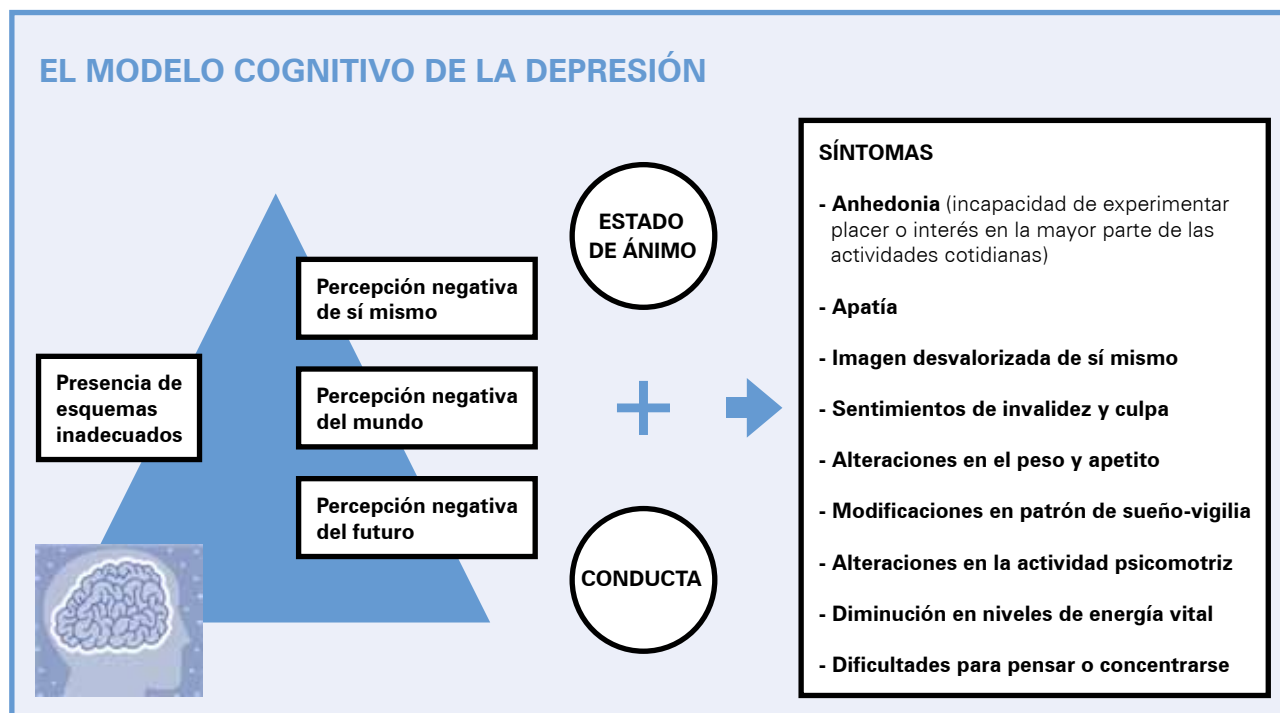 EL MODELO COGNITIVO DE LA DEPRESIÓN
Presencia de
esquemas
inadecuados
Percepción negativa
de sí mismo
Percepción negativa
del mundo
Percepción negativa
del futuro
ESTADO
DE ÁNIMO
+
CONDUCTA
SÍNTOMAS
- Anhedonia (incapacidad de experimentar
placer o interés en la mayor parte de las
actividades cotidianas)
- Apatía
- Imagen desvalorizada de sí mismo
- Sentimientos de invalidez y culpa
- Alteraciones en el peso y apetito
- Modificaciones en patrón de sueño-vigilia
- Alteraciones en la actividad psicomotriz
- Diminución en niveles de energía vital
- Dificultades para pensar o concentrarse